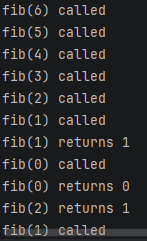 fib(6) called
fib(5) called
fib(4) called
fib(3) called
fib(2) called
fib(1) called
fib(1) returns 1
fib(0) called
fib(0) returns 0
fib(2) returns 1
fib(1) called